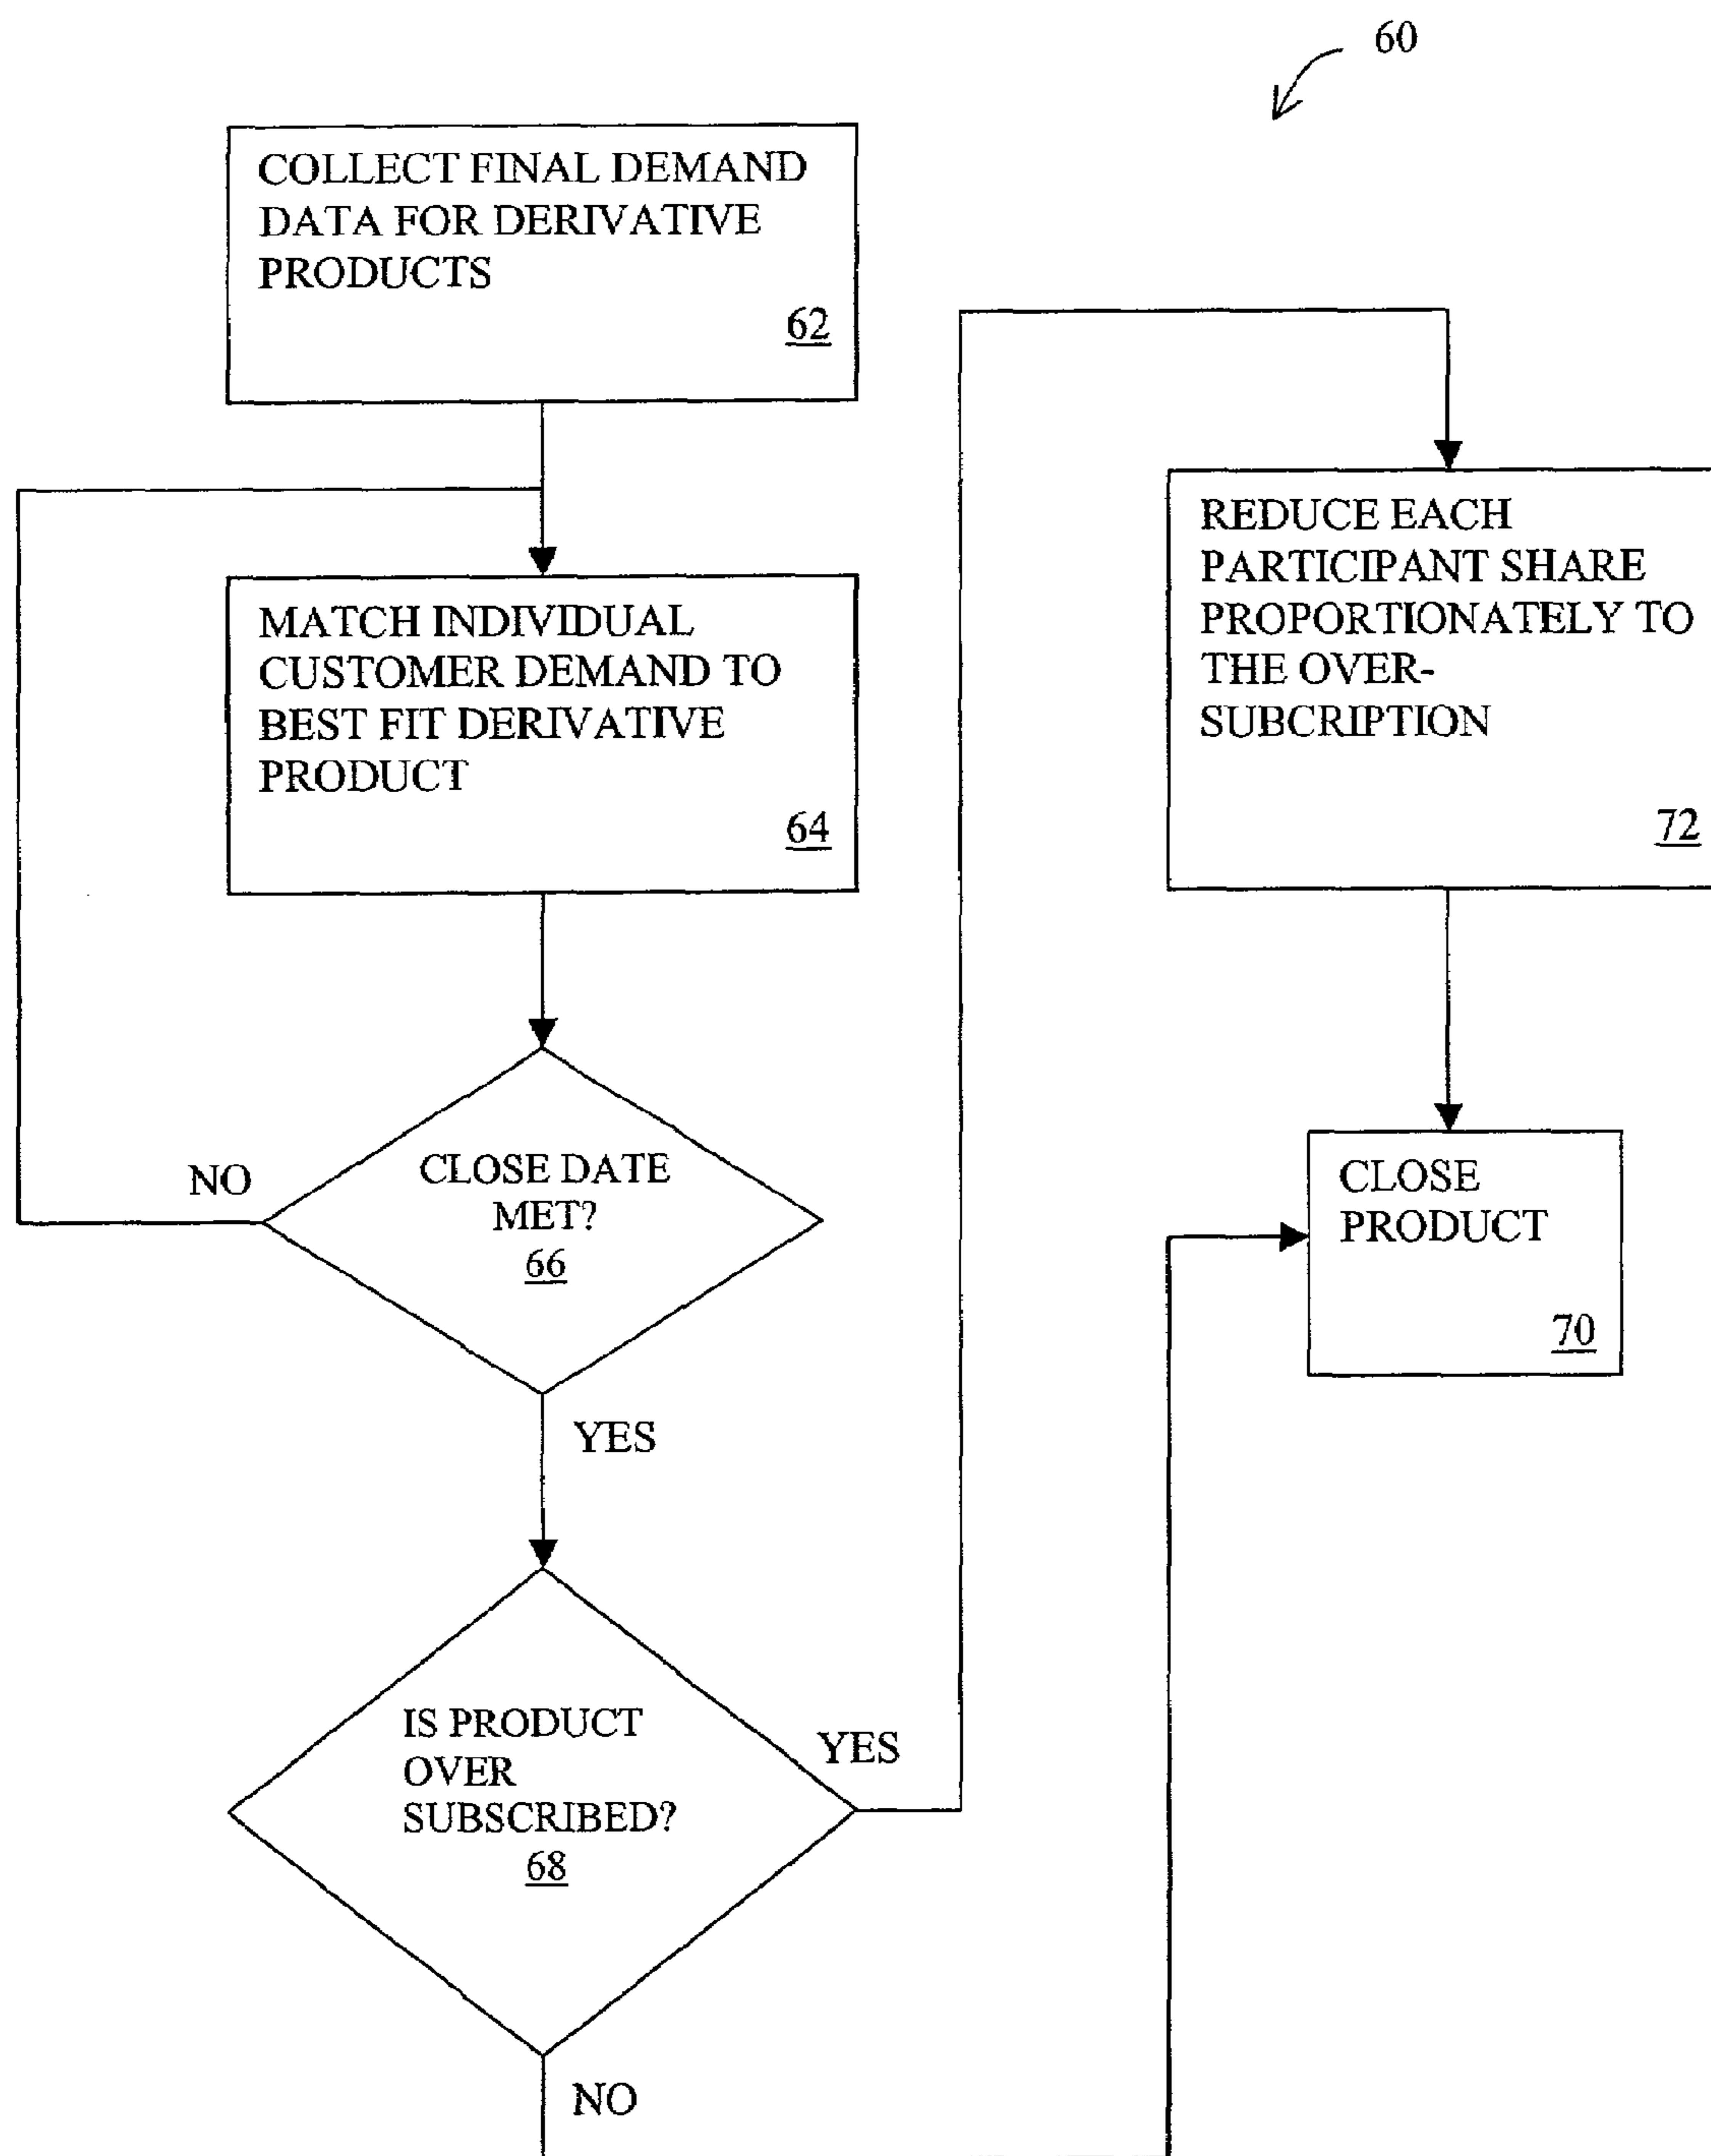 60
COLLECT FINAL DEMAND
DATA FOR DERIVATIVE
PRODUCTS
62
MATCH INDIVIDUAL
CUSTOMER DEMAND TO
BEST FIT DERIVATIVE
PRODUCT
64
NO
CLOSE DATE
MET?
66
YES
IS PRODUCT
OVER
SUBSCRIBED?
68
YES
NO
REDUCE EACH
PARTICIPANT SHARE
PROPORTIONATELY TO
THE OVER-
SUBCRIPTION
72
CLOSE
PRODUCT
70